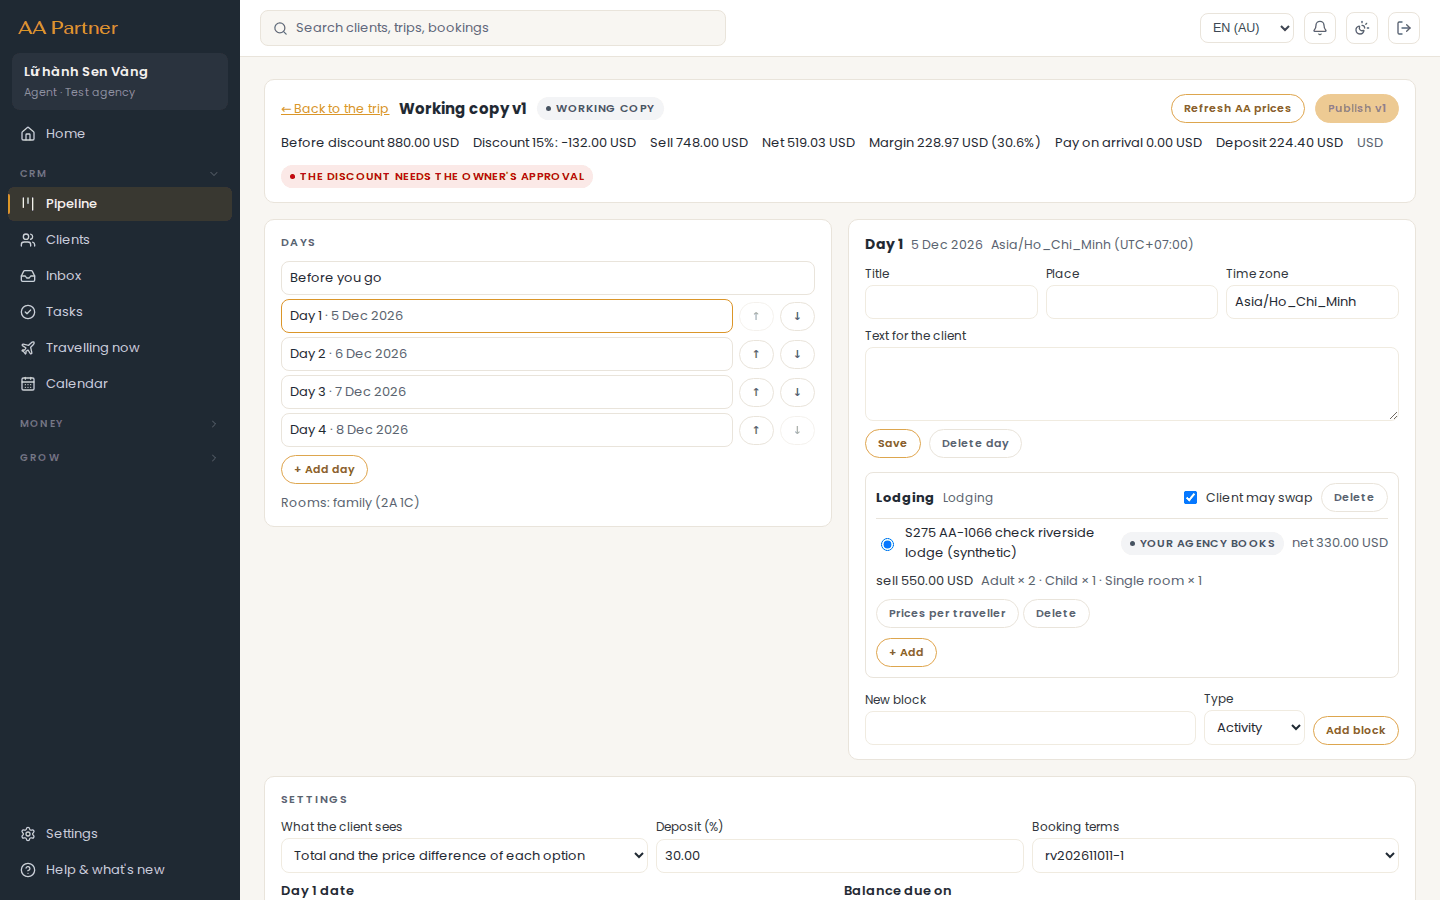 AA Partner
Lữ hành Sen Vàng
Agent · Test agency
Home
CRM
Pipeline
Clients
Inbox
Tasks
Travelling now
Calendar
MONEY
GROW
Settings
Help & what's new
Search clients, trips, bookings
EN (AU)
← Back to the trip Working copy v1 WORKING COPY
Refresh AA prices Publish v1
Before discount 880.00 USD Discount 15%: -132.00 USD Sell 748.00 USD Net 519.03 USD Margin 228.97 USD (30.6%) Pay on arrival 0.00 USD Deposit 224.40 USD USD
THE DISCOUNT NEEDS THE OWNER'S APPROVAL
DAYS
Before you go
Day 1 · 5 Dec 2026 ↑ ↓
Day 2 · 6 Dec 2026 ↑ ↓
Day 3 · 7 Dec 2026 ↑ ↓
Day 4 · 8 Dec 2026 ↑ ↓
+ Add day
Rooms: family (2A 1C)
Day 1 5 Dec 2026 Asia/Ho_Chi_Minh (UTC+07:00)
Title Place Time zone
Asia/Ho_Chi_Minh
Text for the client
Save Delete day
Lodging Lodging Client may swap Delete
S275 AA-1066 check riverside
lodge (synthetic)
YOUR AGENCY BOOKS net 330.00 USD
sell 550.00 USD Adult × 2 · Child × 1 · Single room × 1
Prices per traveller Delete
+ Add
New block Type
Activity Add block
SETTINGS
What the client sees Deposit (%) Booking terms
Total and the price difference of each option 30.00 rv202611011-1
Day 1 date Balance due on